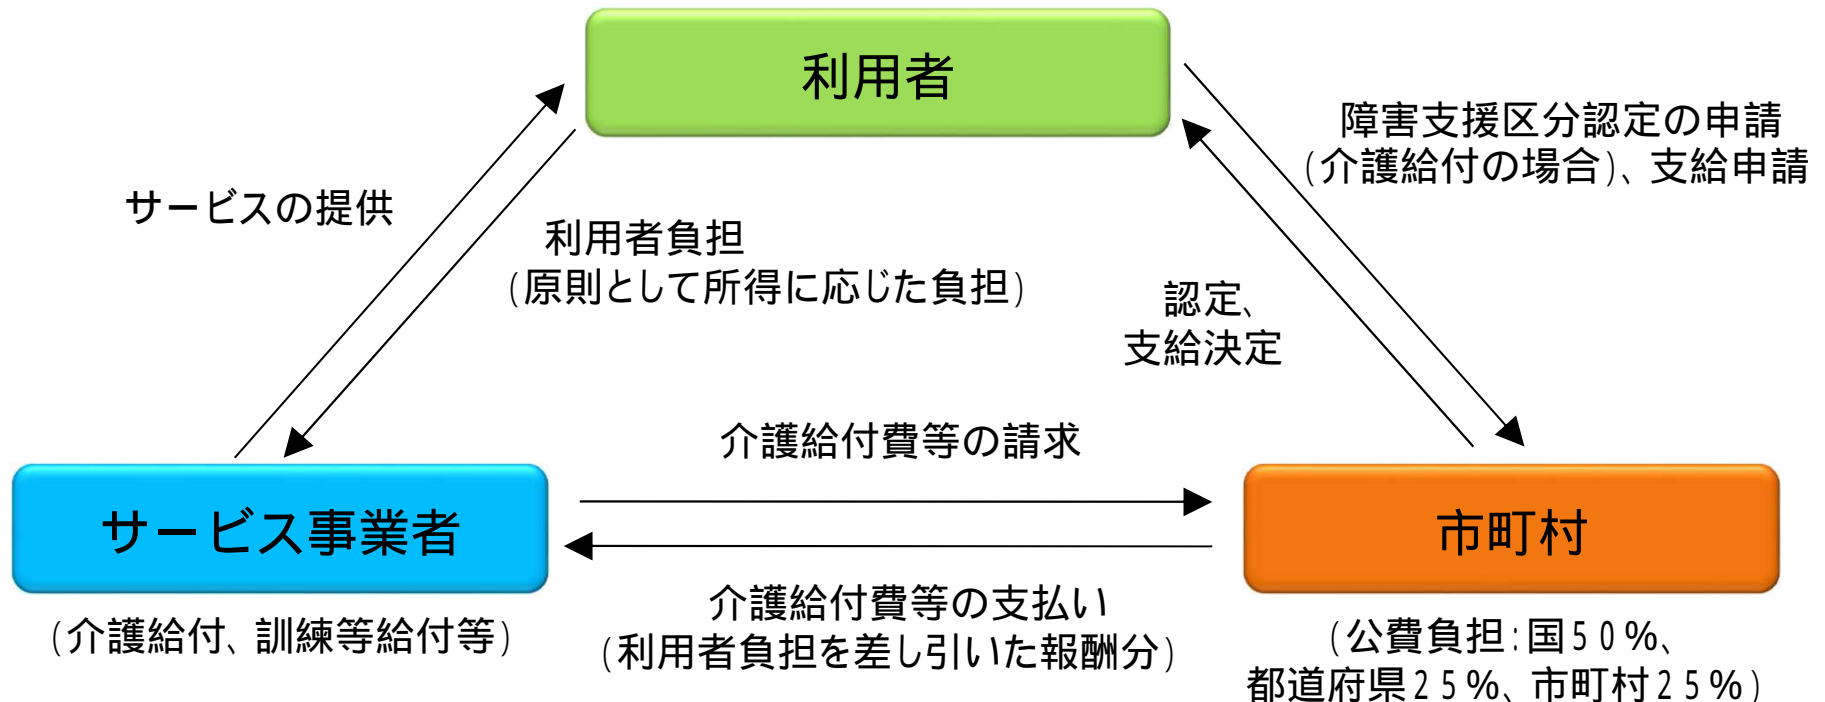 利用者
障害支援区分認定の申請
(介護給付の場合)、支給申請
サービスの提供
利用者負担
(原則として所得に応じた負担)
認定、
支給決定
介護給付費等の請求
サービス事業者
市町村
介護給付費等の支払い
(利用者負担を差し引いた報酬分)
(介護給付、訓練等給付等)
(公費負担:国50%、
都道府県25%、市町村25%)